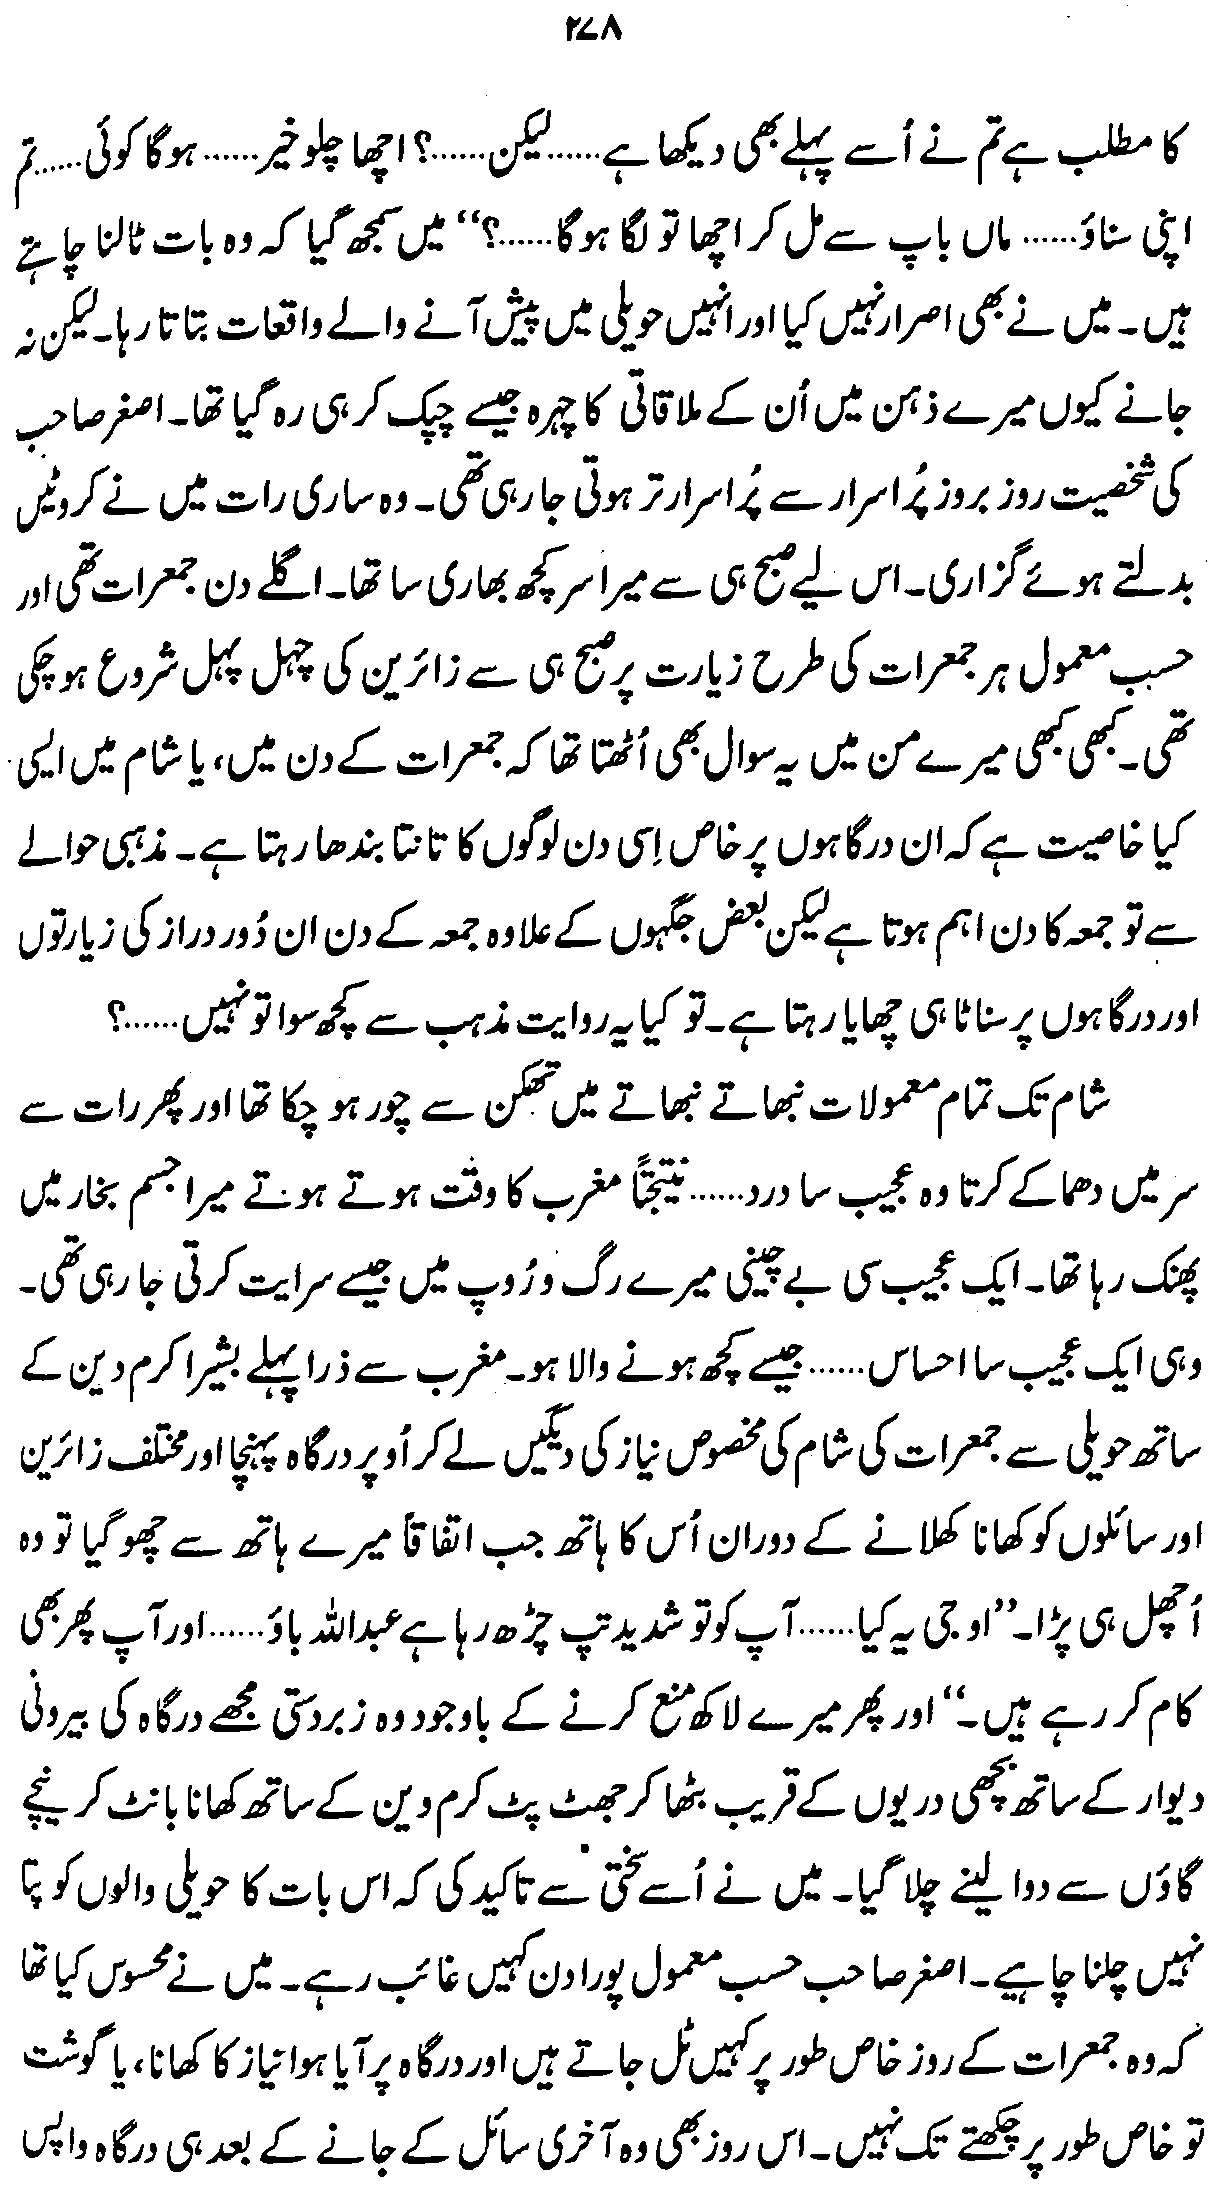 ۲۷۸
کا مطلب ہے تم نے اُسے پہلے بھی دیکھا ہے......لیکن......؟ اچھا چلو خیر...... ہوگا کوئی.....تم
اپنی سناؤ...... ماں باپ سے مل کر اچھا تو لگا ہوگا......؟“ میں سمجھ گیا کہ وہ بات ٹالنا چاہتے
ہیں۔ میں نے بھی اصرار نہیں کیا اور انہیں حویلی میں پیش آنے والے واقعات بتاتا رہا۔ لیکن نہ
جانے کیوں میرے ذہن میں اُن کے ملاقاتی کا چہرہ جیسے چپک کر ہی رہ گیا تھا۔ اصغر صاحب
کی شخصیت روز بروز پُراسرار سے پُراسرار تر ہوتی جا رہی تھی۔ وہ ساری رات میں نے کروٹیں
بدلتے ہوئے گزاری۔ اس لیے صبح ہی سے میرا سر کچھ بھاری سا تھا۔ اگلے دن جمعرات تھی اور
حسب معمول ہر جمعرات کی طرح زیارت پر صبح ہی سے زائرین کی چہل پہل شروع ہو چکی
تھی۔ کبھی کبھی میرے من میں یہ سوال بھی اُٹھتا تھا کہ جمعرات کے دن میں، یا شام میں ایسی
کیا خاصیت ہے کہ ان درگاہوں پر خاص اِسی دن لوگوں کا تانتا بندھا رہتا ہے۔ مذہبی حوالے
سے تو جمعہ کا دن اہم ہوتا ہے لیکن بعض جگہوں کے علاوہ جمعہ کے دن ان دُور دراز کی زیارتوں
اور درگاہوں پر سناٹا ہی چھایا رہتا ہے۔ تو کیا یہ روایت مذہب سے کچھ سوا تو نہیں......؟
شام تک تمام معمولات نبھاتے نبھاتے میں تھکن سے چور ہو چکا تھا اور پھر رات سے
سر میں دھماکے کرتا وہ عجیب سا درد...... نتیجتاً مغرب کا وقت ہوتے ہوتے میرا جسم بخار میں
پھنک رہا تھا۔ ایک عجیب سی بے چینی میرے رگ و رُوپ میں جیسے سرایت کرتی جا رہی تھی۔
وہی ایک عجیب سا احساس...... جیسے کچھ ہونے والا ہو۔ مغرب سے ذرا پہلے بشیرا کرم دین کے
ساتھ حویلی سے جمعرات کی شام کی مخصوص نیاز کی دیگیں لے کر اُوپر درگاہ پہنچا اور مختلف زائرین
اور سائلوں کو کھانا کھلانے کے دوران اُس کا ہاتھ جب اتفاقاً میرے ہاتھ سے چھو گیا تو وہ
اُچھل ہی پڑا۔ ”او جی یہ کیا......آپ کو تو شدید تپ چڑھ رہا ہے عبداللہ باؤ......اور آپ پھر بھی
کام کر رہے ہیں۔“ اور پھر میرے لاکھ منع کرنے کے باوجود وہ زبردستی مجھے درگاہ کی بیرونی
دیوار کے ساتھ بچھی دریوں کے قریب بٹھا کر جھٹ پٹ کرم دین کے ساتھ کھانا بانٹ کر نیچے
گاؤں سے دوا لینے چلا گیا۔ میں نے اُسے سختی سے تاکید کی کہ اس بات کا حویلی والوں کو پتا
نہیں چلنا چاہیے۔ اصغر صاحب حسب معمول پورا دن کہیں غائب رہے۔ میں نے محسوس کیا تھا
کہ وہ جمعرات کے روز خاص طور پر کہیں ٹل جاتے ہیں اور درگاہ پر آیا ہوا نیاز کا کھانا، یا گوشت
تو خاص طور پر چکھتے تک نہیں۔ اس روز بھی وہ آخری سائل کے جانے کے بعد ہی درگاہ واپس